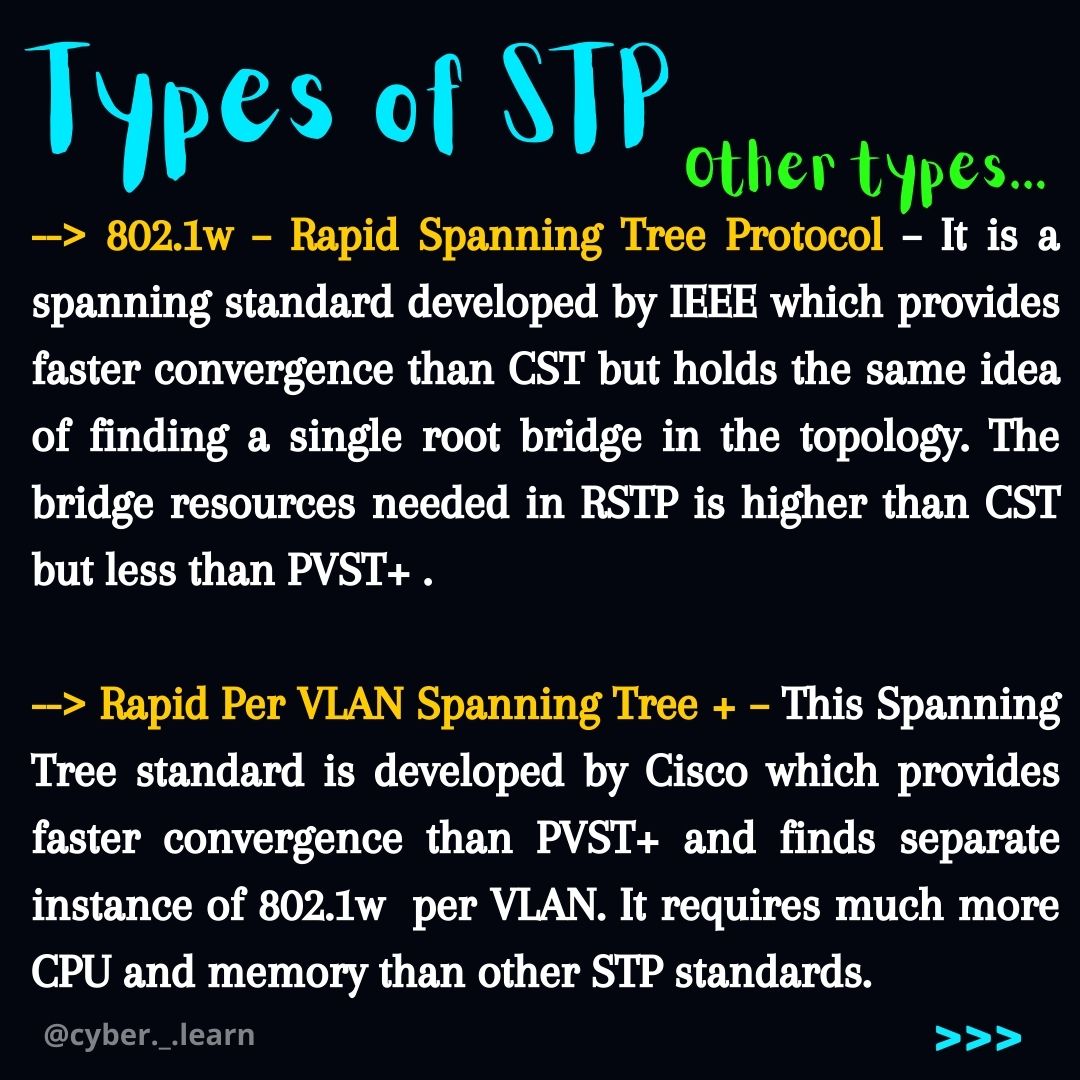 Types of STP
Other types...
--> 802.1w – Rapid Spanning Tree Protocol – It is a
spanning standard developed by IEEE which provides
faster convergence than CST but holds the same idea
of finding a single root bridge in the topology. The
bridge resources needed in RSTP is higher than CST
but less than PVST+ .
--> Rapid Per VLAN Spanning Tree + – This Spanning
Tree standard is developed by Cisco which provides
faster convergence than PVST+ and finds separate
instance of 802.1w  per VLAN. It requires much more
CPU and memory than other STP standards.
@cyber._.learn
>>>